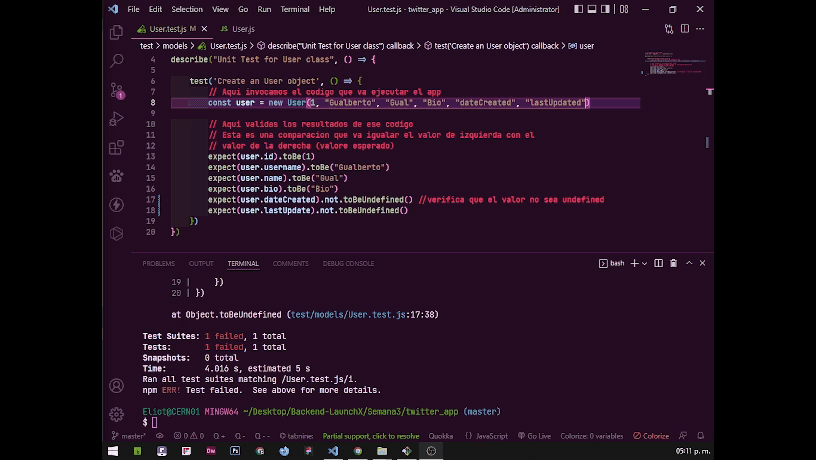 File Edit Selection View Go Run Terminal Help User.test.js - twitter_app - Visual Studio Code [Administrator]
User.test.js M User.js
test > models > User.test.js > describe("Unit Test for User class") callback > test('Create an User object') callback > user
4 describe("Unit Test for User class", () => {
5
6 test('Create an User object', () => {
7 // Aqui invocamos el codigo que va ejecutar el app
8 const user = new User(1, "Gualberto", "Gual", "Bio", "dateCreated", "lastUpdated")
9
10 // Aqui validas los resultados de ese codigo
11 // Esta es una comparacion que va igualar el valor de izquierda con el
12 // valor de la derecha (valore esperado)
13 expect(user.id).toBe(1)
14 expect(user.username).toBe("Gualberto")
15 expect(user.name).toBe("Gual")
16 expect(user.bio).toBe("Bio")
17 expect(user.dateCreated).not.toBeUndefined() //verifica que el valor no sea undefined
18 expect(user.lastUpdate).not.toBeUndefined()
19 })
20 })
PROBLEMS OUTPUT TERMINAL COMMENTS DEBUG CONSOLE bash
19 | })
20 | })
at Object.toBeUndefined (test/models/User.test.js:17:38)
Test Suites: 1 failed, 1 total
Tests: 1 failed, 1 total
Snapshots: 0 total
Time: 4.016 s, estimated 5 s
Ran all test suites matching /User.test.js/i.
npm ERR! Test failed. See above for more details.
Eliot@CERN01 MINGW64 ~/Desktop/Backend-LaunchX/Semana3/twitter_app (master)
$
master* 0 0 tabnine: Partial support, click to resolve Quokka {} JavaScript Go Live Colorize: 0 variables Colorize
05:11 p. m.